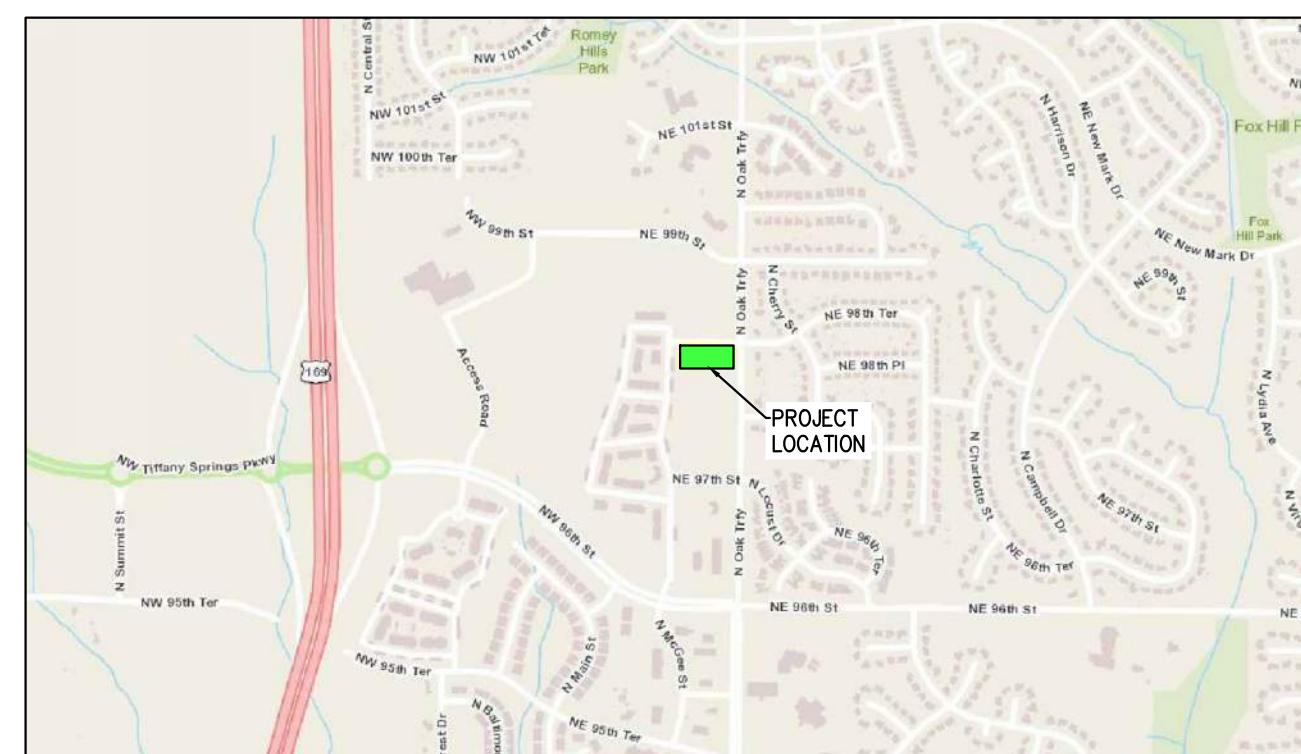 N Central St
NW 101st Ter
Romey
Hills
Park
NW 101st St
NE 101st St
N Oak Trfy
N Harrison Dr
NE New Mark Dr
Fox Hill
NW 100th Ter
NW 99th St
NE 99th St
Fox
Hill Park
NE New Mark Dr
NE 99th St
N Oak Trfy
N Cherry St
NE 98th Ter
169
Access Road
NE 98th Pl
N Lydia Ave
PROJECT
LOCATION
NW Tiffany Springs Pkwy
NE 97th St
N Locust Dr
N Charlotte St
N Campbell Dr
NE 97th St
N Summit St
NW 96th St
N Oak Trfy
NE 96th Ter
NE 96th Ter
NW 95th Ter
NE 96th St
NE 96th St
NE
N McGee St
NW 95th Ter
N Main St
NE 95th Ter